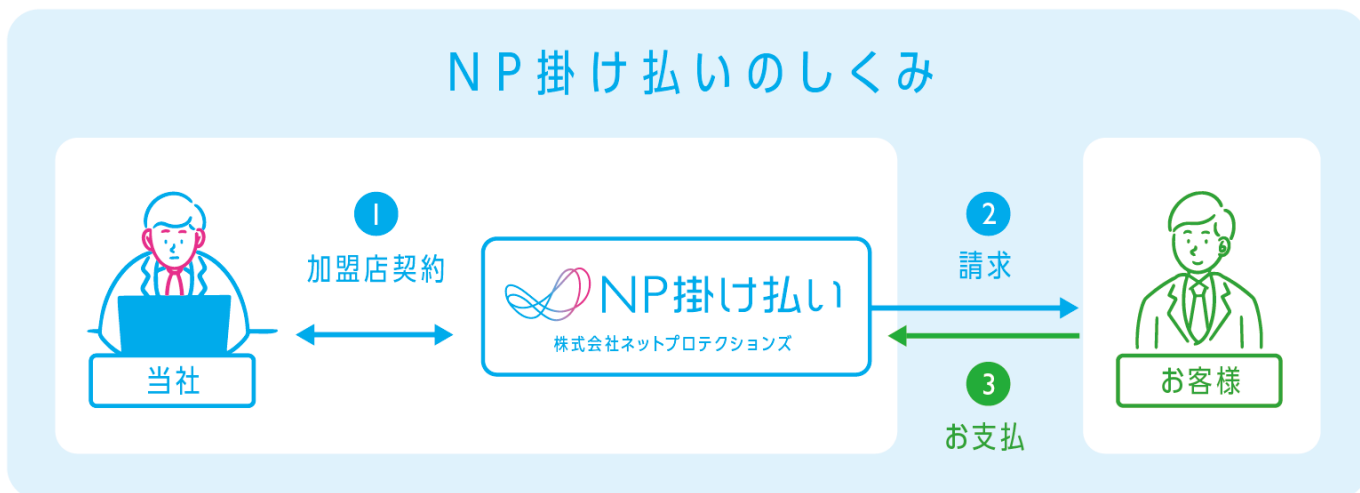 NP掛け払いのしくみ
1
加盟店契約
当社
NP掛け払い
株式会社ネットプロテクションズ
2
請求
3
お支払
お客様